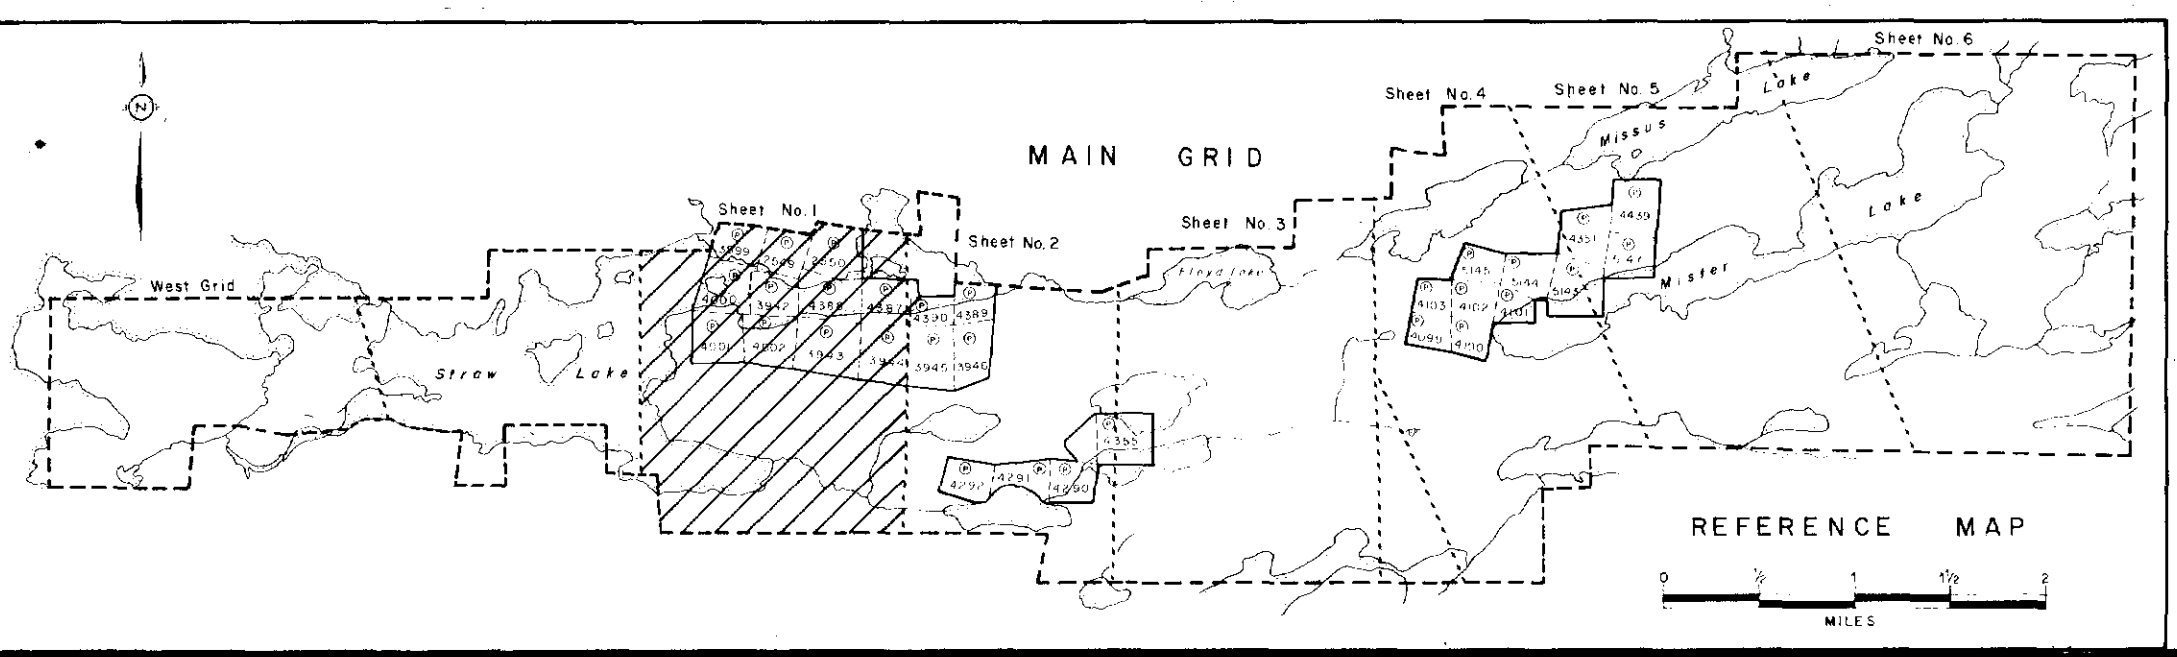 Sheet No. 6
Sheet No. 4
Sheet No. 5
Lake
N
Missus
MAIN GRID
P
4439
Lake
Sheet No. 1
Sheet No. 3
Sheet No. 2
P
4351
P
P
P
P
2549
2550
Floyd Lake
P
P
5145
5144
P
5143
Mister
West Grid
P
P
P
P
4000
3942
4388
4387
P
P
4390
4389
P
P
P
4103
4102
4101
P
P
P
P
4001
4002
3943
3944
P
P
3945
3946
P
P
4099
4100
Straw Lake
P
4355
P
P
P
4292
4291
4290
REFERENCE MAP
0 ½ 1 1½ 2
MILES